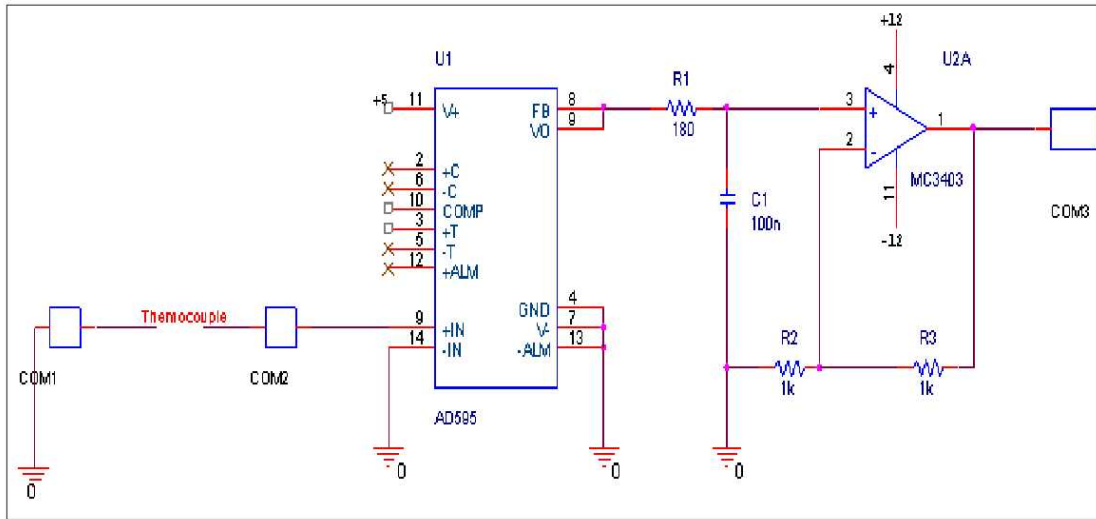 +12
U1
U2A
4
R1
+5
11
V+
FB
8
VO
9
180
3
+
1
2
-
2
+C
6
-C
10
COMP
3
+T
5
-T
12
+ALM
C1
100n
11
MC3403
-12
COM3
Themocouple
GND
4
V-
7
-ALM
13
9
+IN
14
-IN
R2
R3
1k
1k
COM1
COM2
AD595
0
0
0
0